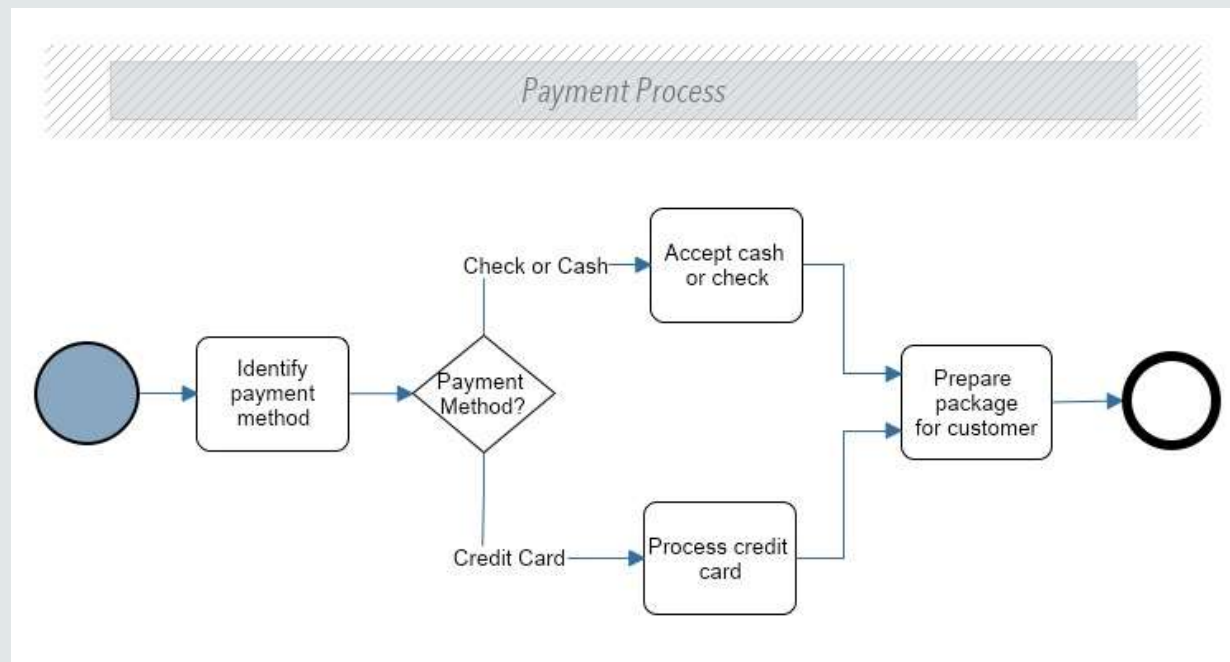 Payment Process
Check or Cash
Accept cash
or check
Identify
payment
method
Payment
Method?
Prepare
package
for customer
Credit Card
Process credit
card